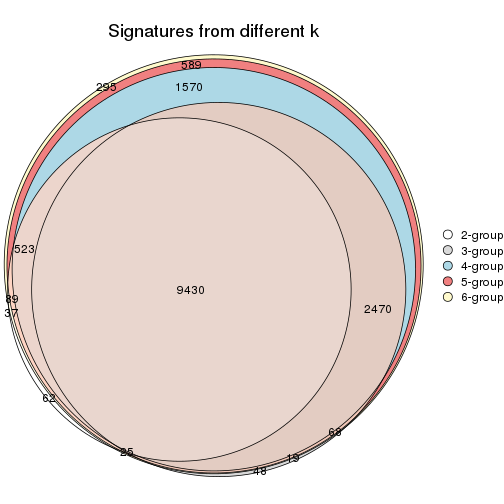 Signatures from different k
589
295
1570
523
9430
89
37
2470
62
68
25
19
48
2-group
3-group
4-group
5-group
6-group